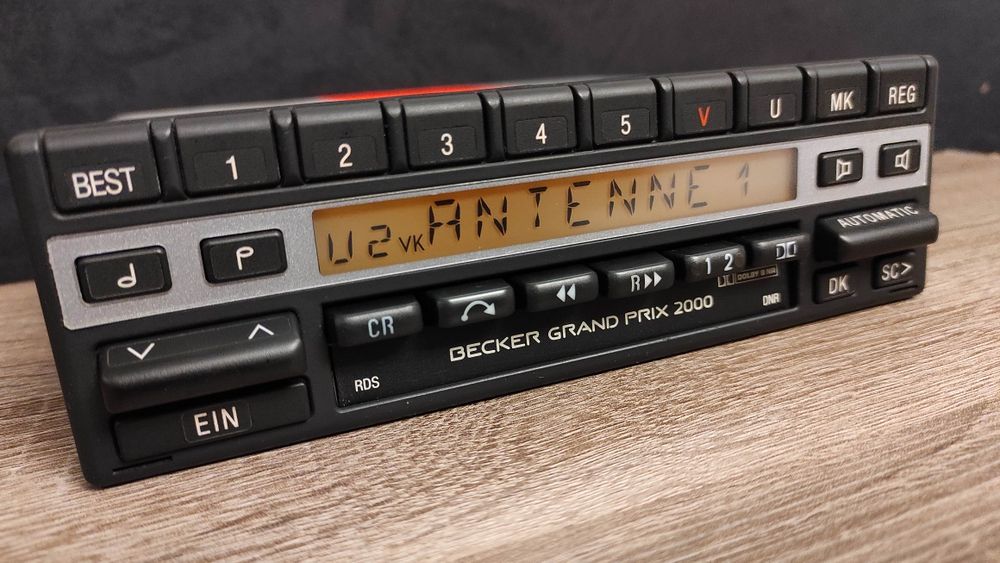 BEST 1 2 3 4 5 V U MK REG
U2 VK ANTENNE 1
AUTOMATIC
CR R 1 2
DOLBY B NR
DK SC>
BECKER GRAND PRIX 2000
DNR
RDS
EIN